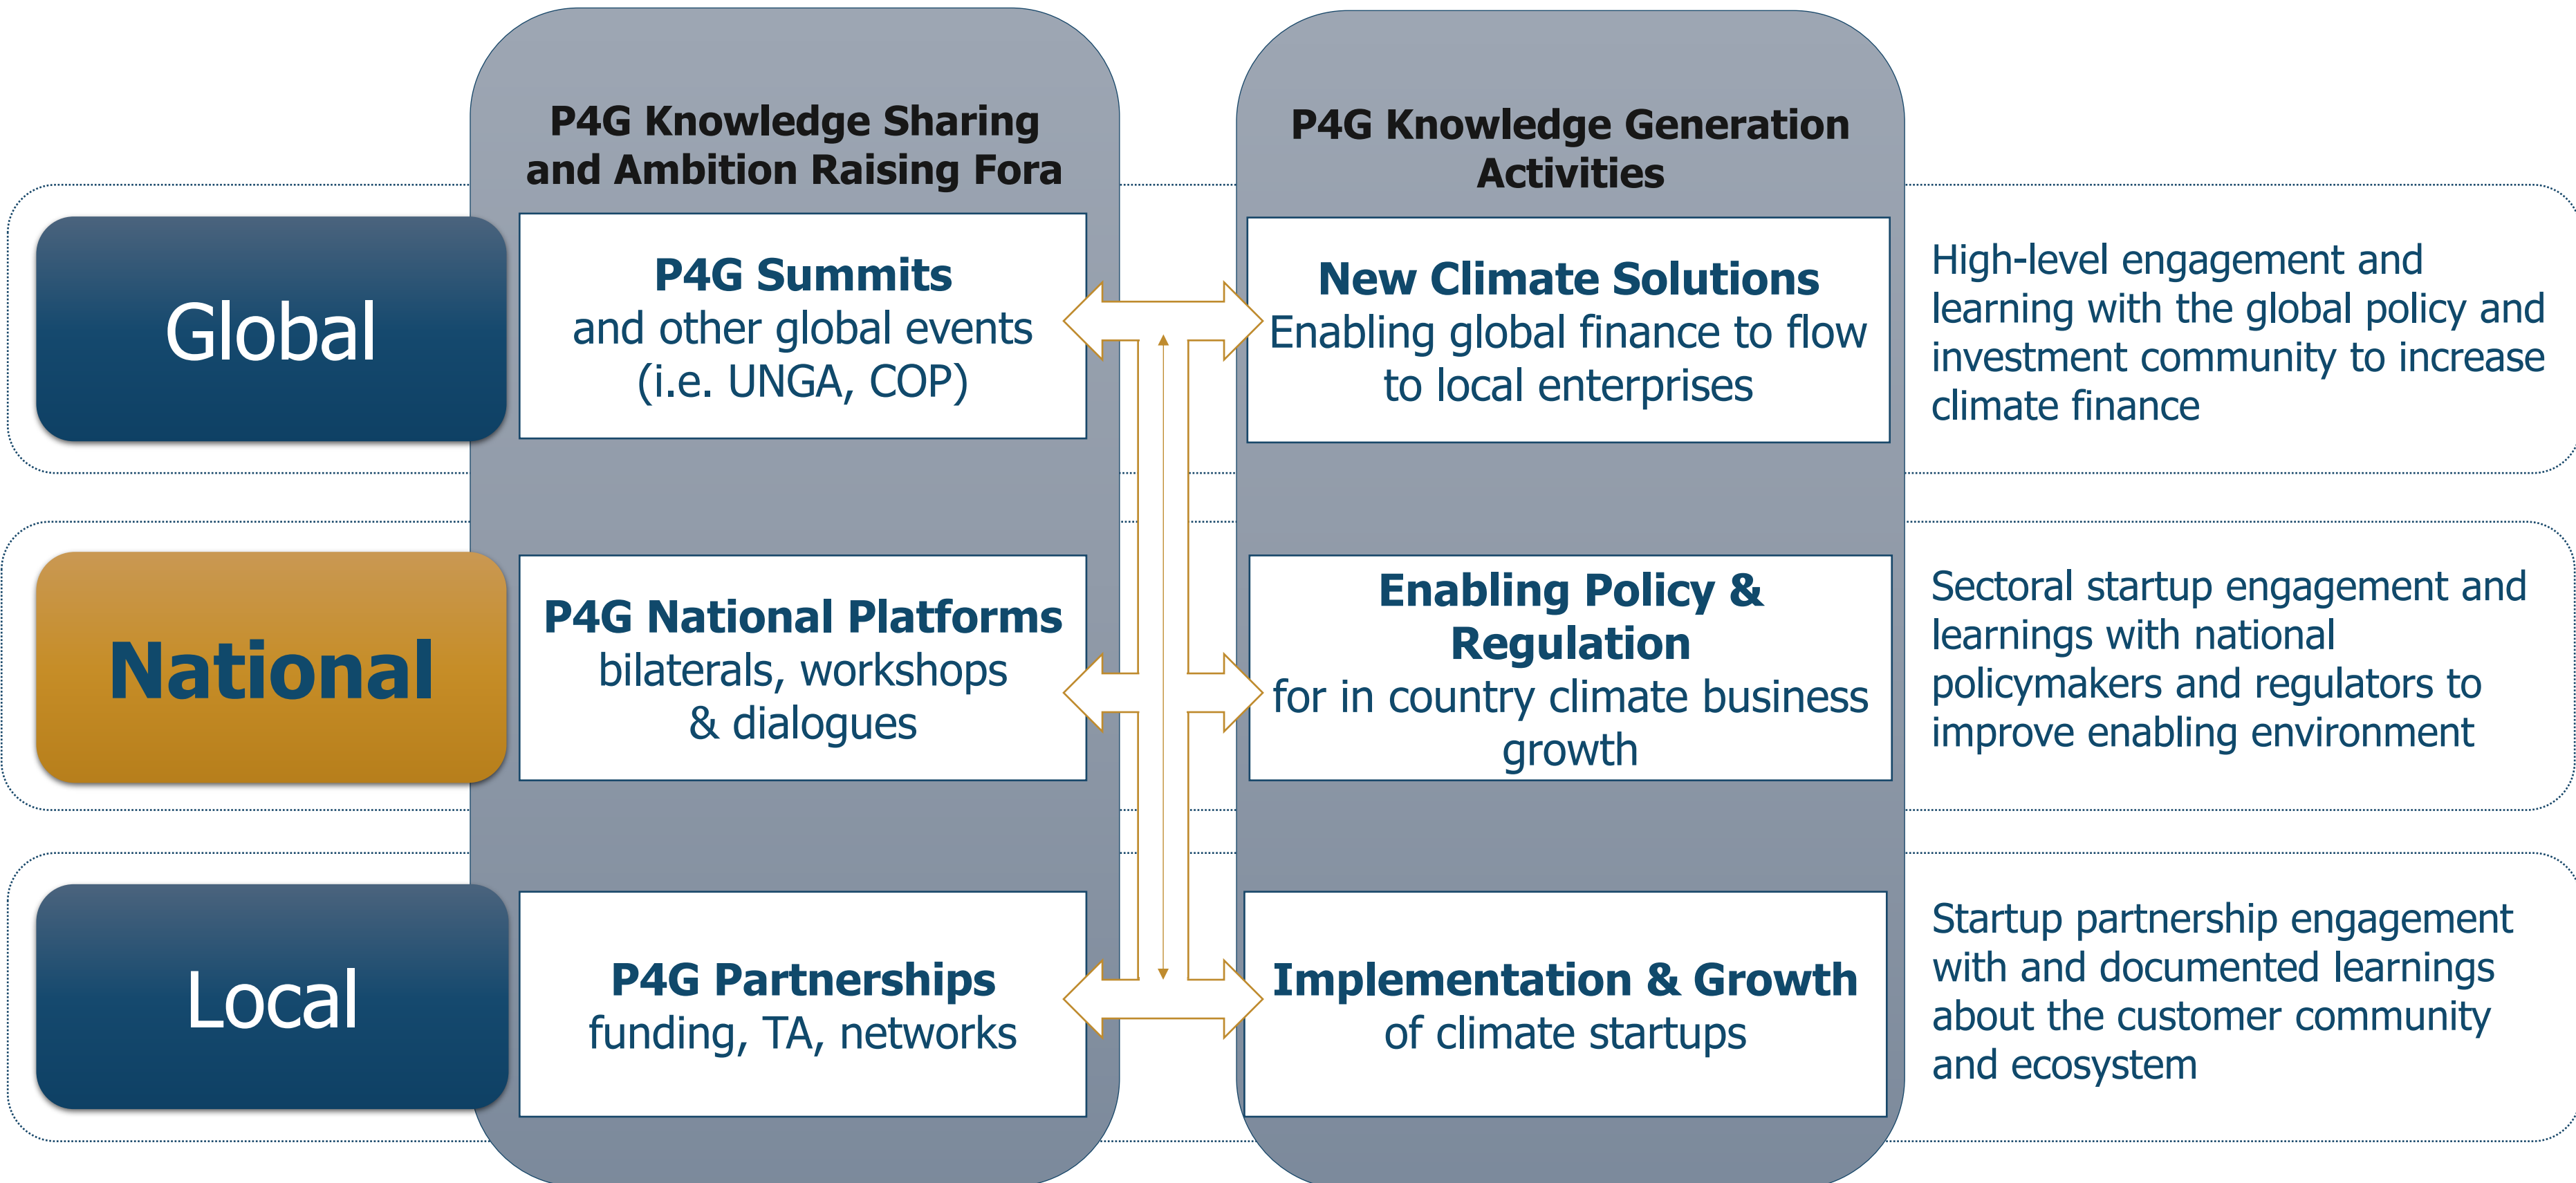 P4G Knowledge Sharing
and Ambition Raising Fora
P4G Knowledge Generation
Activities
Global
P4G Summits
and other global events
(i.e. UNGA, COP)
New Climate Solutions
Enabling global finance to flow
to local enterprises
High-level engagement and
learning with the global policy and
investment community to increase
climate finance
National
P4G National Platforms
bilaterals, workshops
& dialogues
Enabling Policy &
Regulation
for in country climate business
growth
Sectoral startup engagement and
learnings with national
policymakers and regulators to
improve enabling environment
Local
P4G Partnerships
funding, TA, networks
Implementation & Growth
of climate startups
Startup partnership engagement
with and documented learnings
about the customer community
and ecosystem